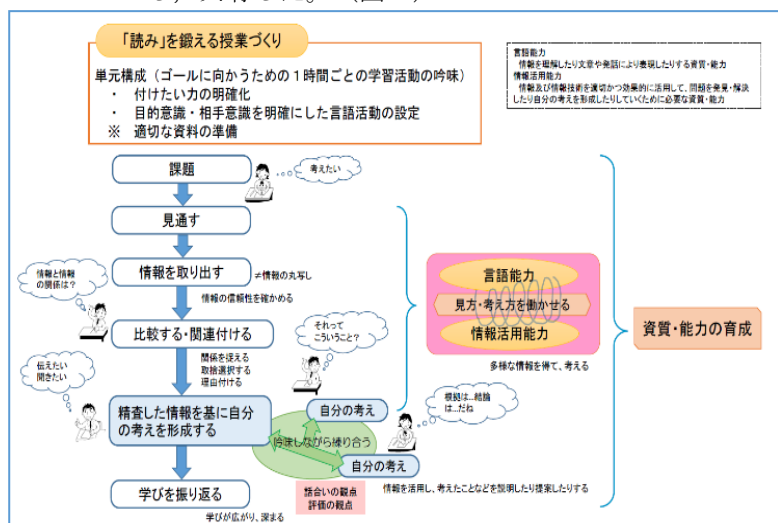 「読み」を鍛える授業づくり
単元構成（ゴールに向かうための１時間ごとの学習活動の吟味）
・　付けたい力の明確化
・　目的意識・相手意識を明確にした言語活動の設定
※　適切な資料の準備
言語能力
情報を理解したり文章や発話により表現したりする資質・能力
情報活用能力
情報及び情報技術を適切かつ効果的に活用して、問題を発見・解決
したり自分の考えを形成したりしていくために必要な資質・能力
課題
考えたい
見通す
情報と情報
の関係は？
情報を取り出す
≠情報の丸写し
情報の信頼性を確かめる
比較する・関連付ける
それって
こういうこと？
関係を捉える
取捨選択する
理由付ける
伝えたい
聞きたい
精査した情報を基に自分
の考えを形成する
自分の考え
吟味しながら練り合う
自分の考え
根拠は…結論
は…だね
話合いの観点
評価の観点
情報を活用し、考えたことなどを説明したり提案したりする
学びを振り返る
学びが広がり、深まる
言語能力
見方・考え方を働かせる
情報活用能力
多様な情報を得て、考える
資質・能力の育成